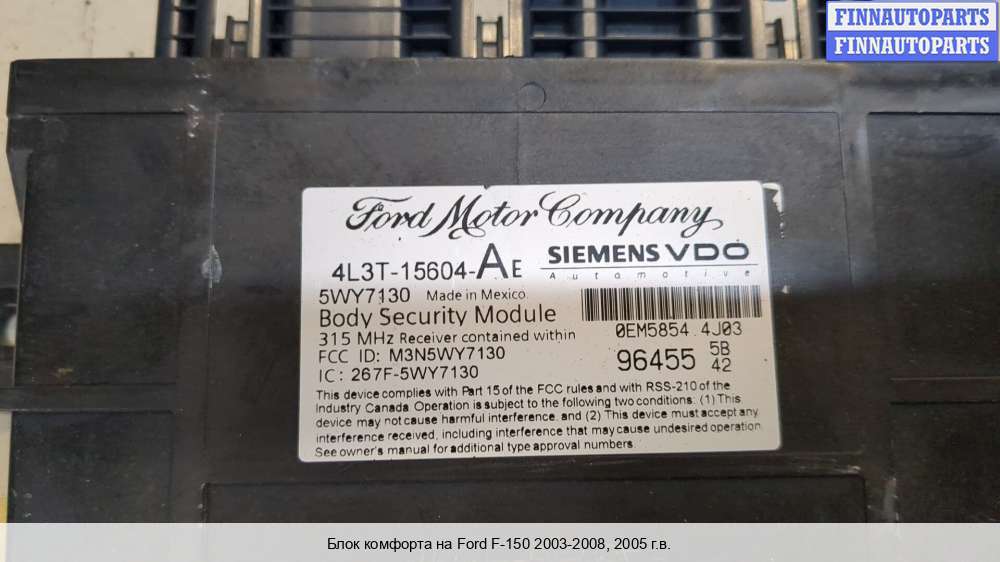 FINNAUTOPARTS
FINNAUTOPARTS
Ford Motor Company
4L3T-15604-AE
SIEMENS VDO
Automotive
5WY7130 Made in Mexico
Body Security Module
315 MHz Receiver contained within
FCC ID: M3N5WY7130
IC: 267F-5WY7130
0EM5854 4J03
96455 5B
42
This device complies with Part 15 of the FCC rules and with RSS-210 of the
Industry Canada. Operation is subject to the following two conditions: (1) This
device may not cause harmful interference, and (2) This device must accept any
interference received, including interference that may cause undesired operation.
See owner's manual for additional type approval numbers.
Блок комфорта на Ford F-150 2003-2008, 2005 г.в.